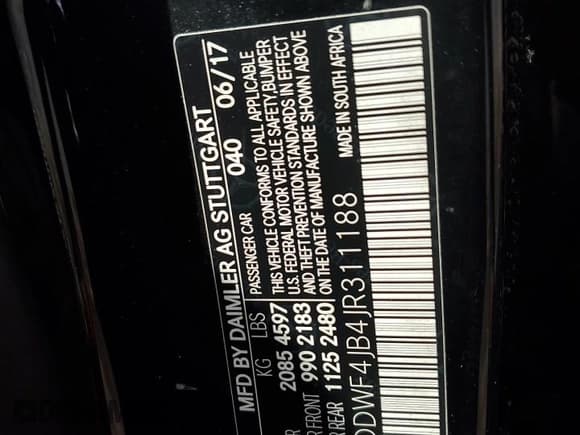 MFD BY DAIMLER AG STUTTGART
040 06/17
PASSENGER CAR
KG LBS
2085 4597
FRONT 990 2183
REAR 1125 2480
THIS VEHICLE CONFORMS TO ALL APPLICABLE
U.S. FEDERAL MOTOR VEHICLE SAFETY,BUMPER
AND THEFT PREVENTION STANDARDS IN EFFECT
ON THE DATE OF MANUFACTURE SHOWN ABOVE
MADE IN SOUTH AFRICA
DDWF4JB4JR311188